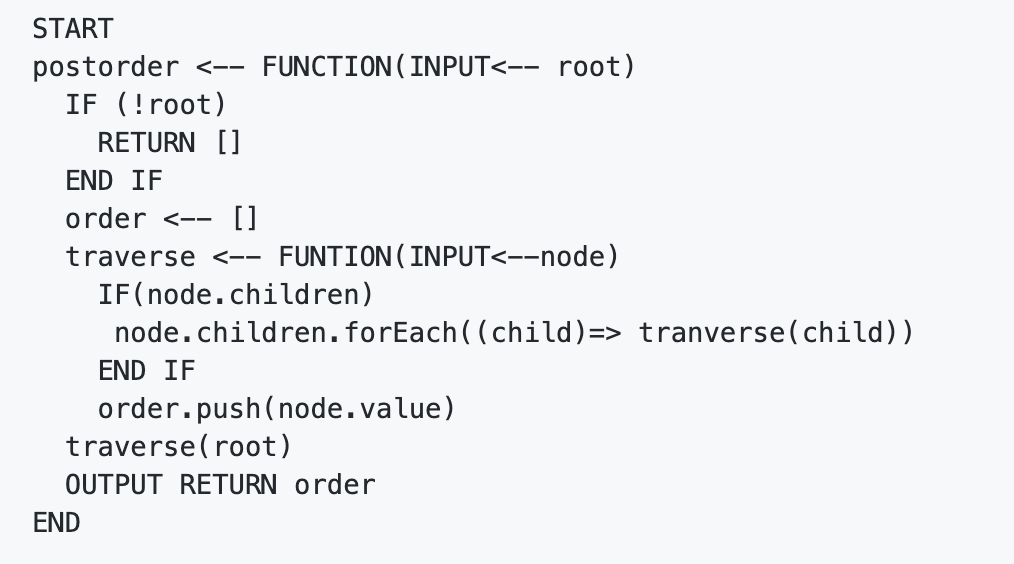 START
postorder <-- FUNCTION(INPUT<-- root)
  IF (!root)
    RETURN []
  END IF
  order <-- []
  traverse <-- FUNTION(INPUT<--node)
    IF(node.children)
     node.children.forEach((child)=> tranverse(child))
    END IF
    order.push(node.value)
  traverse(root)
  OUTPUT RETURN order
END